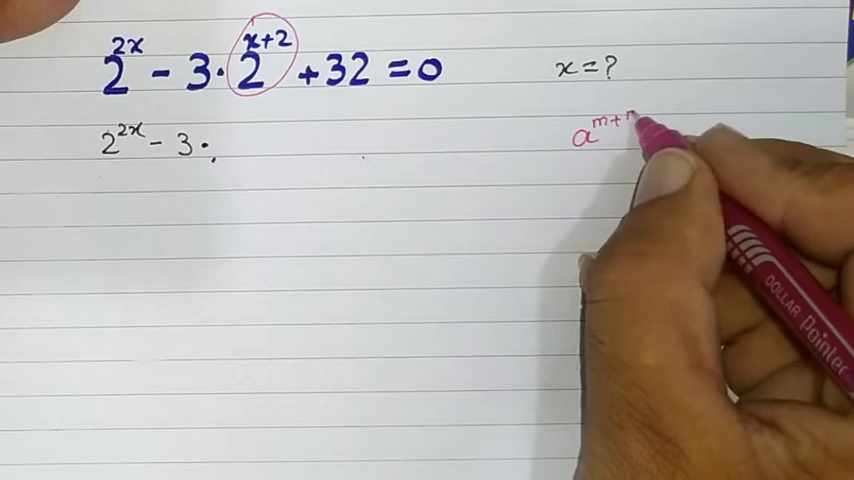 2^{2x} - 3 · 2^{x+2} + 32 = 0
x = ?
2^{2x} - 3 ·
a^{m+n}
DOLLAR Pointer